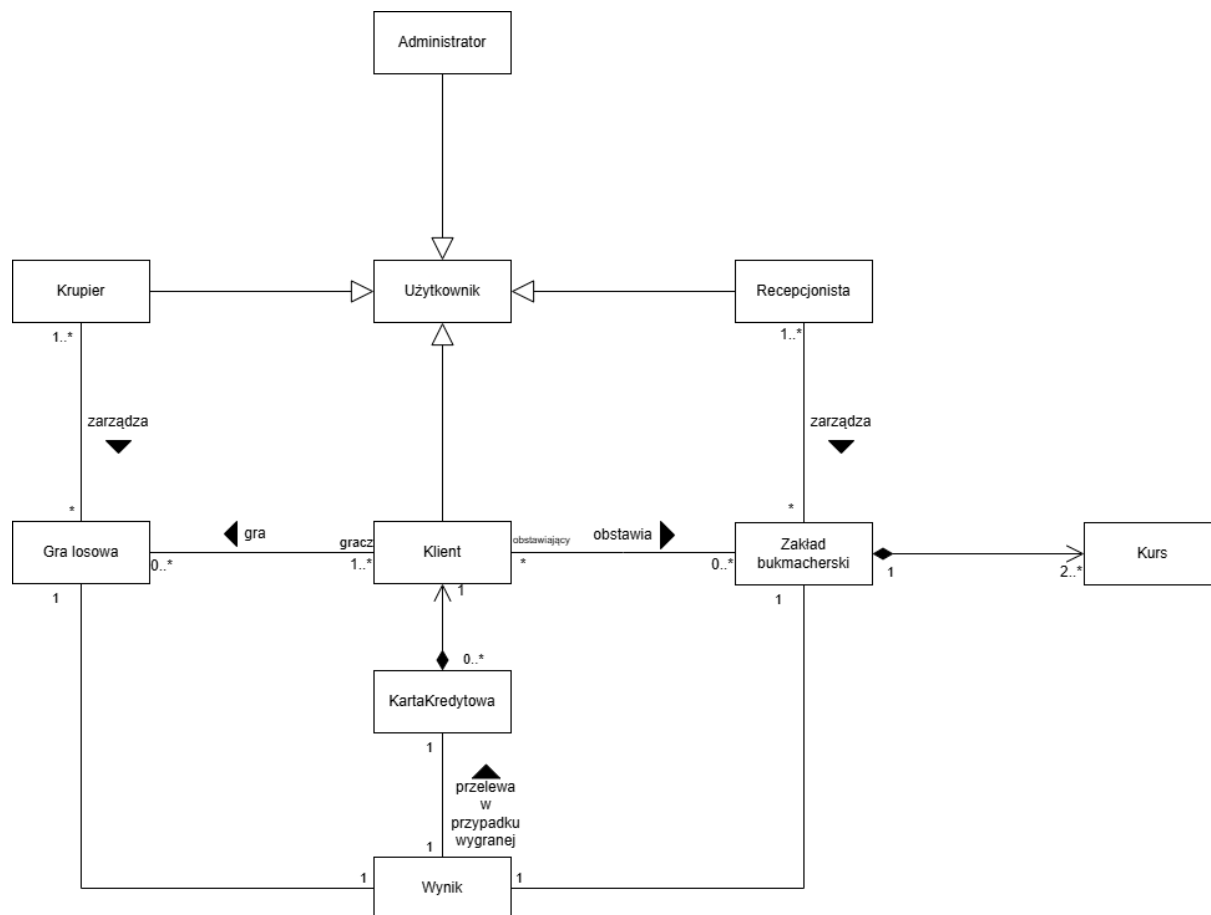 Administrator
Krupier
Użytkownik
Recepcjonista
1..*
1..*
zarządza
zarządza
*
*
Gra losowa
gra
gracz
Klient
obstawiający
obstawia
Zakład
bukmacherski
Kurs
0..*
1..*
*
0..*
1
2..*
1
1
1
0..*
KartaKredytowa
1
przelewa
w
przypadku
wygranej
1
1
Wynik
1